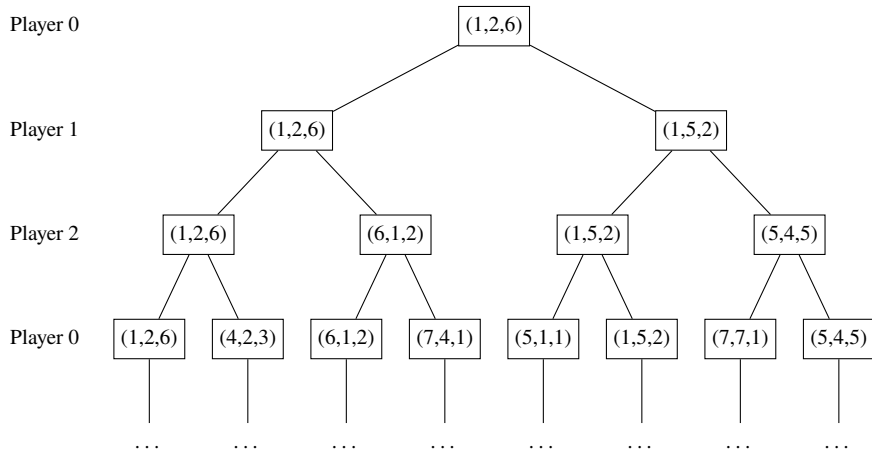 Player 0 (1,2,6)
Player 1 (1,2,6) (1,5,2)
Player 2 (1,2,6) (6,1,2) (1,5,2) (5,4,5)
Player 0 (1,2,6) (4,2,3) (6,1,2) (7,4,1) (5,1,1) (1,5,2) (7,7,1) (5,4,5)
... ... ... ... ... ... ... ...